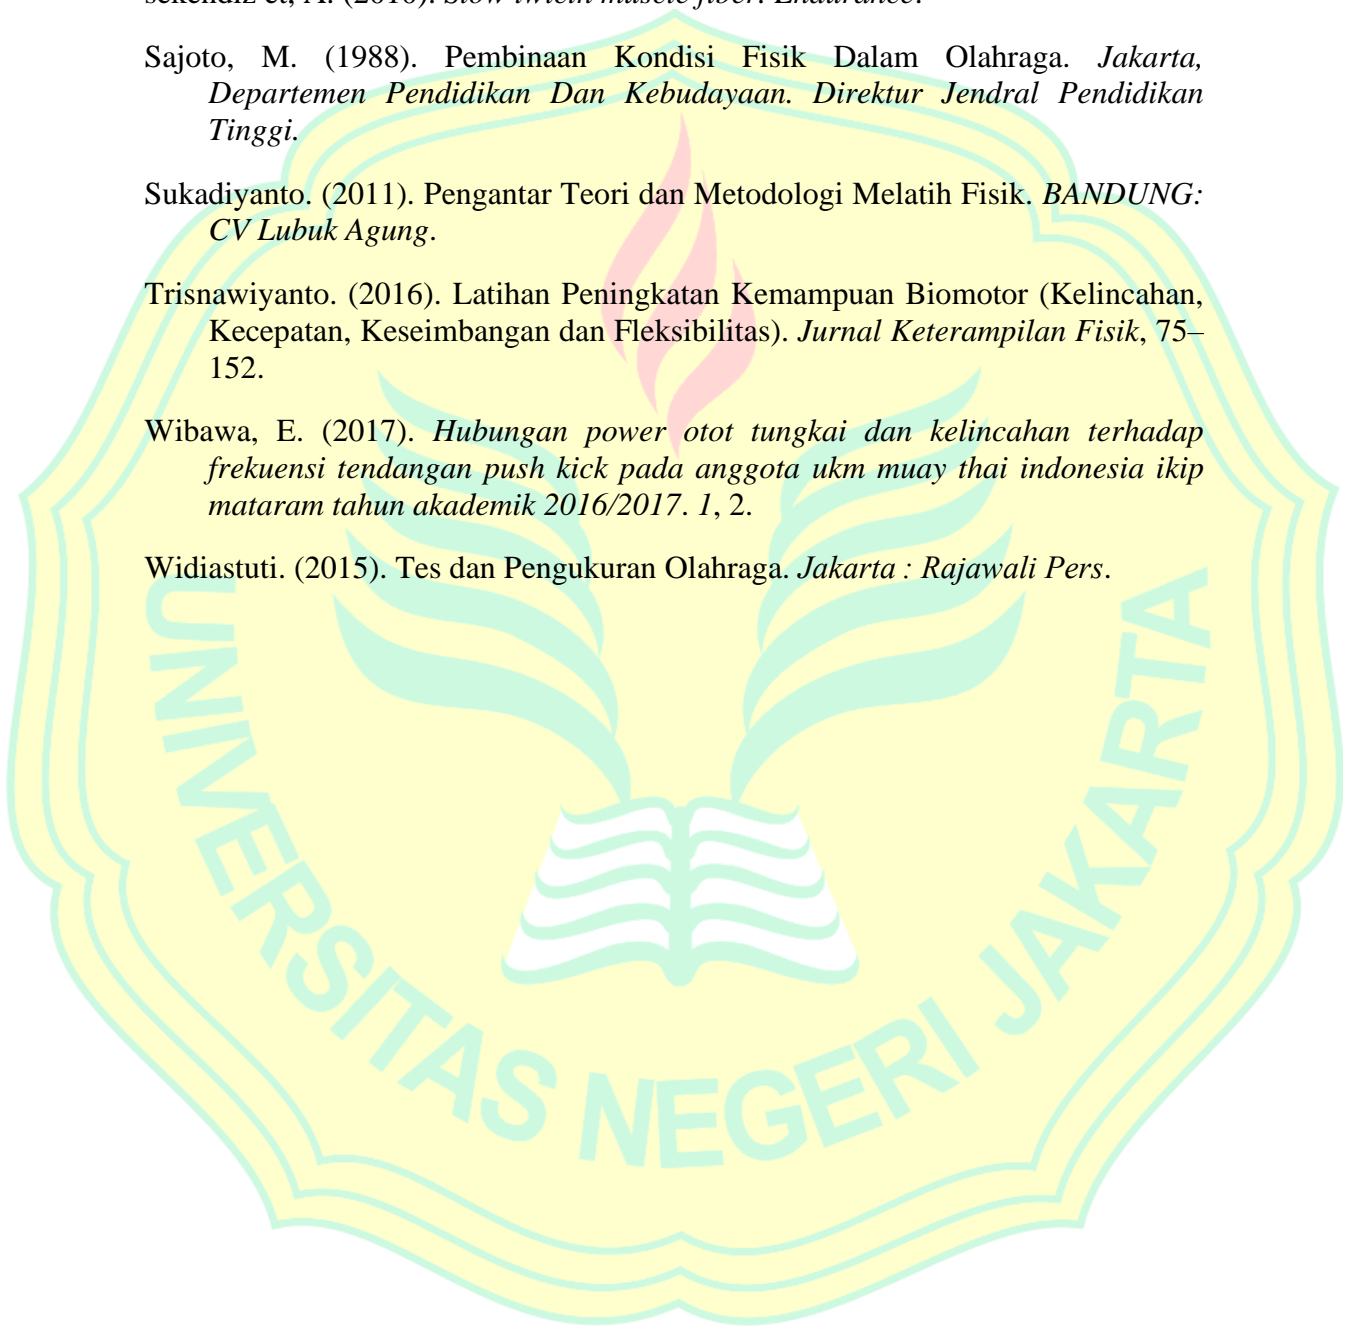 Sajoto, M. (1988). Pembinaan Kondisi Fisik Dalam Olahraga. Jakarta,
Departemen Pendidikan Dan Kebudayaan. Direktur Jendral Pendidikan
Tinggi.
Sukadiyanto. (2011). Pengantar Teori dan Metodologi Melatih Fisik. BANDUNG:
CV Lubuk Agung.
Trisnawiyanto. (2016). Latihan Peningkatan Kemampuan Biomotor (Kelincahan,
Kecepatan, Keseimbangan dan Fleksibilitas). Jurnal Keterampilan Fisik, 75–
152.
Wibawa, E. (2017). Hubungan power otot tungkai dan kelincahan terhadap
frekuensi tendangan push kick pada anggota ukm muay thai indonesia ikip
mataram tahun akademik 2016/2017. 1, 2.
Widiastuti. (2015). Tes dan Pengukuran Olahraga. Jakarta : Rajawali Pers.
UNIVERSITAS NEGERI JAKARTA